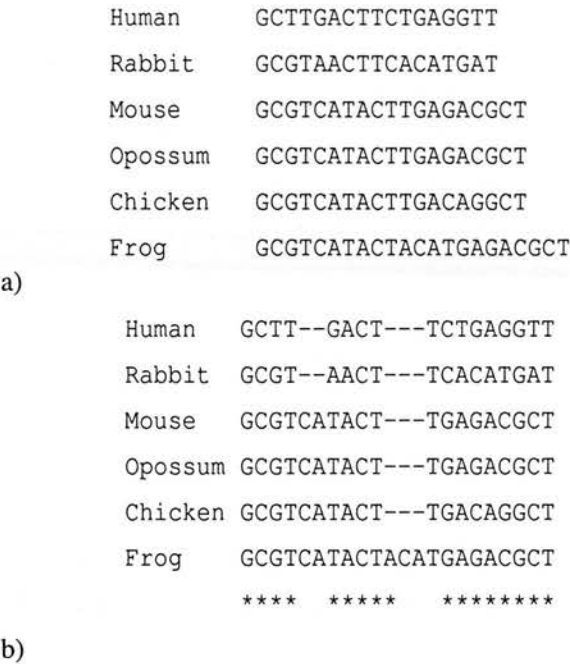 Human GCTTGACTTCTGAGGTT
Rabbit GCGTAACTTCACATGAT
Mouse GCGTCATACTTGAGACGCT
Opossum GCGTCATACTTGAGACGCT
Chicken GCGTCATACTTGACAGGCT
Frog GCGTCATACTACATGAGACGCT
a)
Human GCTT--GACT---TCTGAGGTT
Rabbit GCGT--AACT---TCACATGAT
Mouse GCGTCATACT---TGAGACGCT
Opossum GCGTCATACT---TGAGACGCT
Chicken GCGTCATACT---TGACAGGCT
Frog GCGTCATACTACATGAGACGCT
**** ***** ********
b)